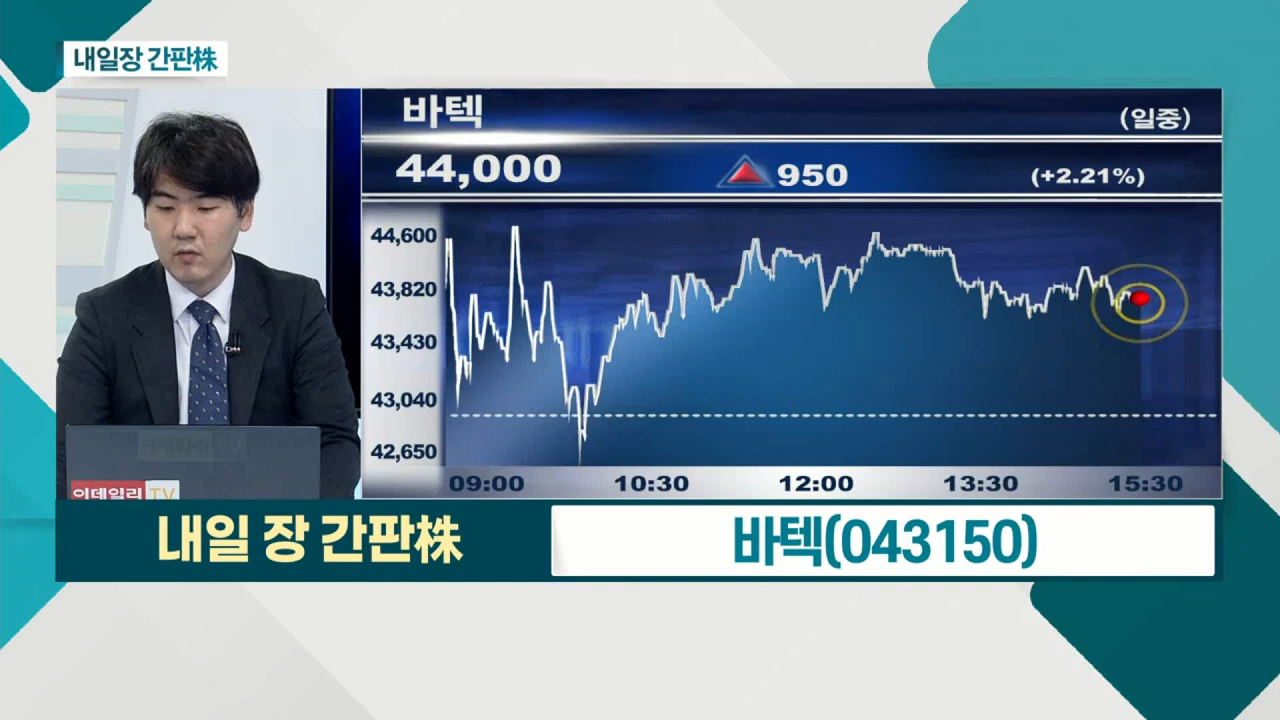 내일장 간판株
바텍
(일중)
44,000
950
(+2.21%)
44,600
43,820
43,430
43,040
42,650
09:00 10:30 12:00 13:30 15:30
이데일리 TV
내일 장 간판株
바텍(043150)